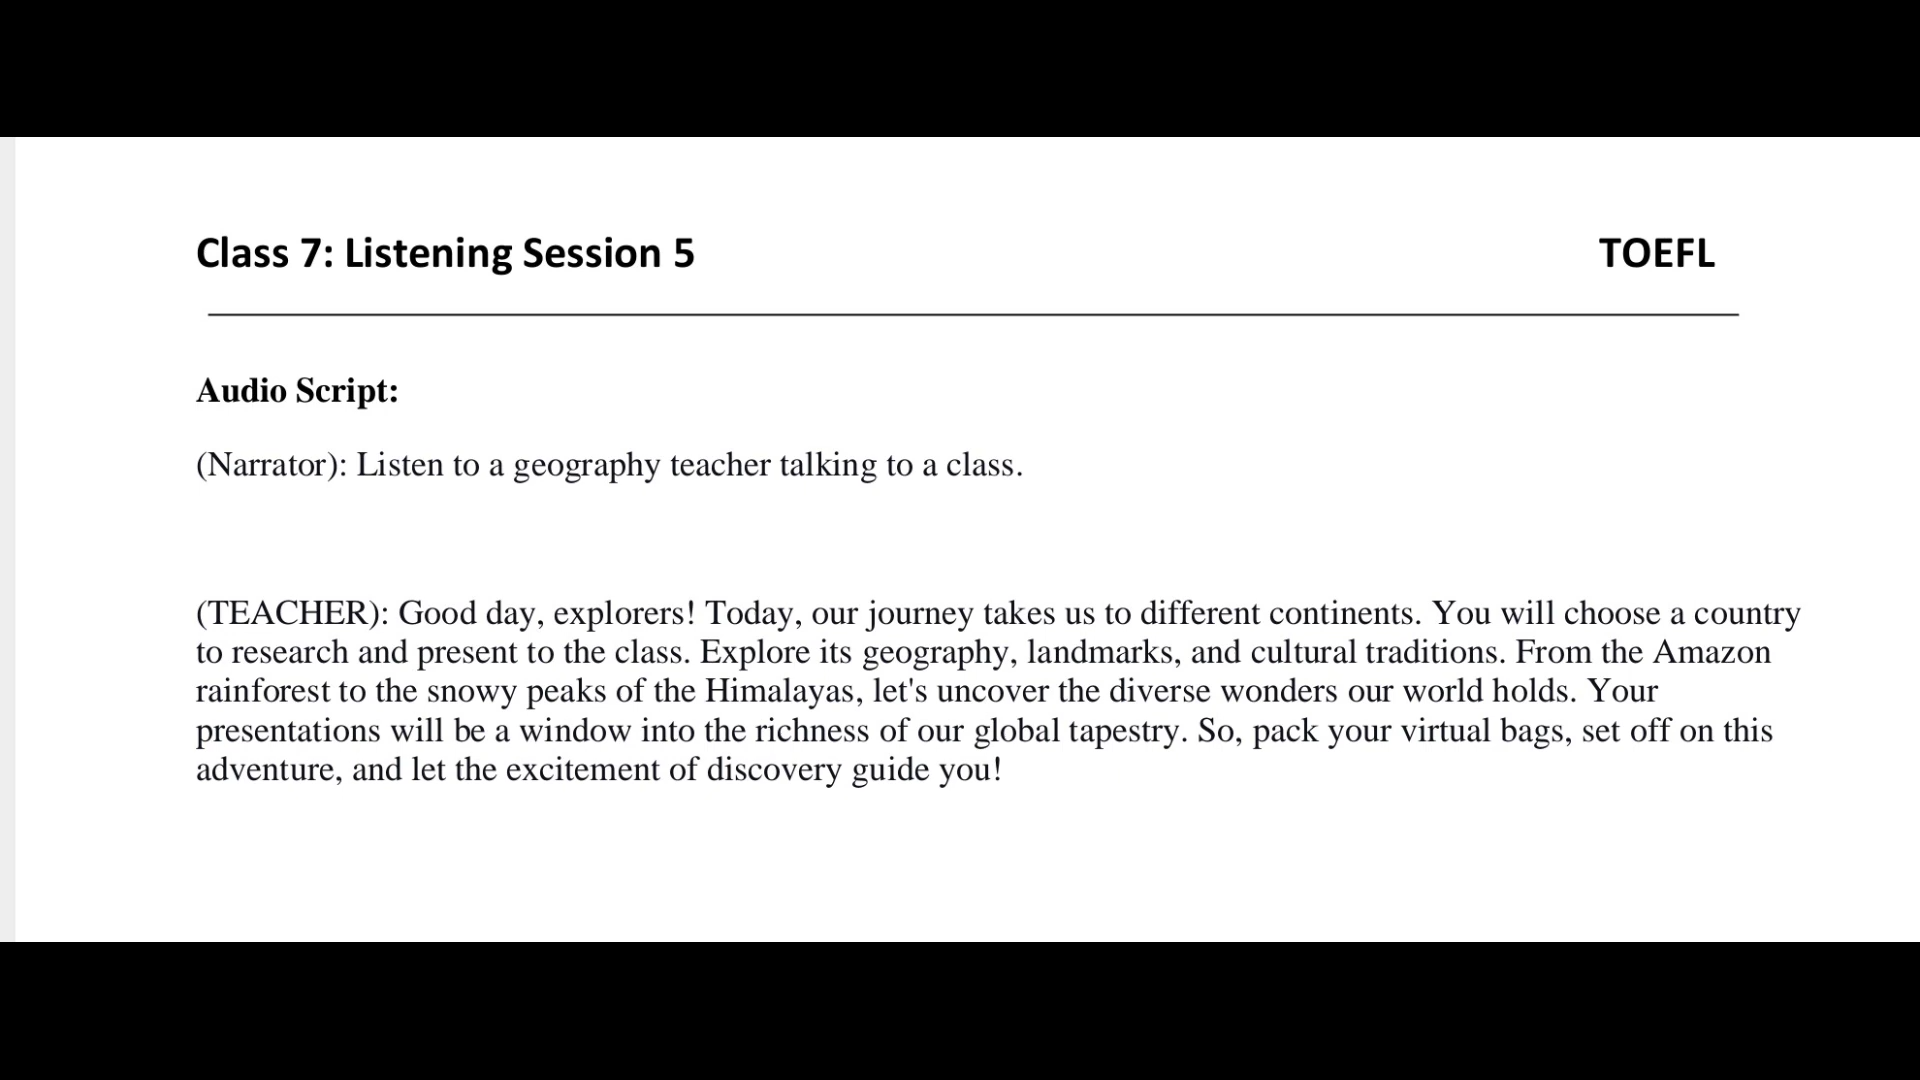 Class 7: Listening Session 5 TOEFL
Audio Script:
(Narrator): Listen to a geography teacher talking to a class.
(TEACHER): Good day, explorers! Today, our journey takes us to different continents. You will choose a country
to research and present to the class. Explore its geography, landmarks, and cultural traditions. From the Amazon
rainforest to the snowy peaks of the Himalayas, let's uncover the diverse wonders our world holds. Your
presentations will be a window into the richness of our global tapestry. So, pack your virtual bags, set off on this
adventure, and let the excitement of discovery guide you!